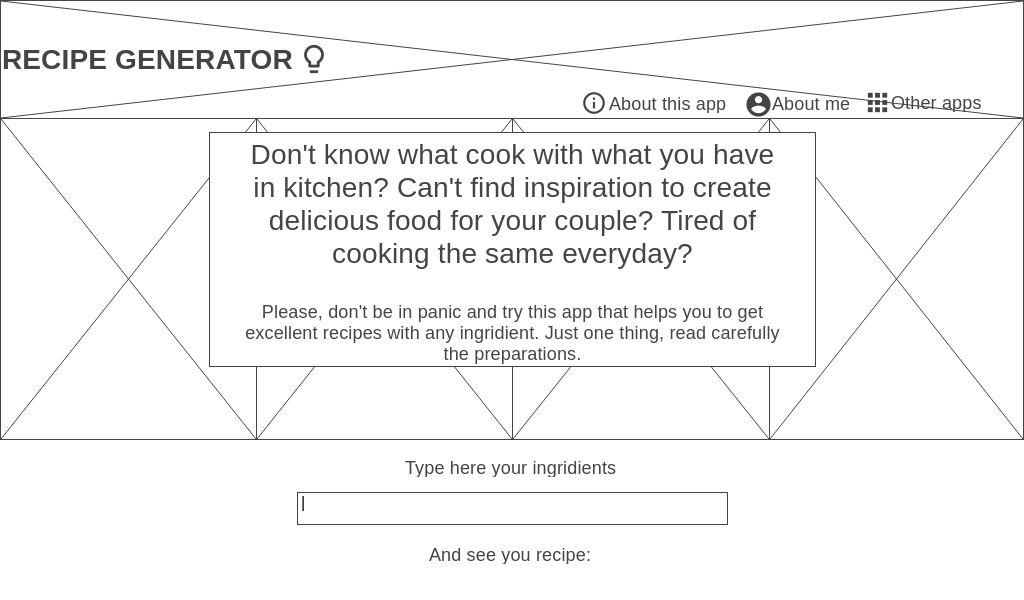 RECIPE GENERATOR
About this app About me Other apps
Don't know what cook with what you have
in kitchen? Can't find inspiration to create
delicious food for your couple? Tired of
cooking the same everyday?
Please, don't be in panic and try this app that helps you to get
excellent recipes with any ingridient. Just one thing, read carefully
the preparations.
Type here your ingridients
And see you recipe: